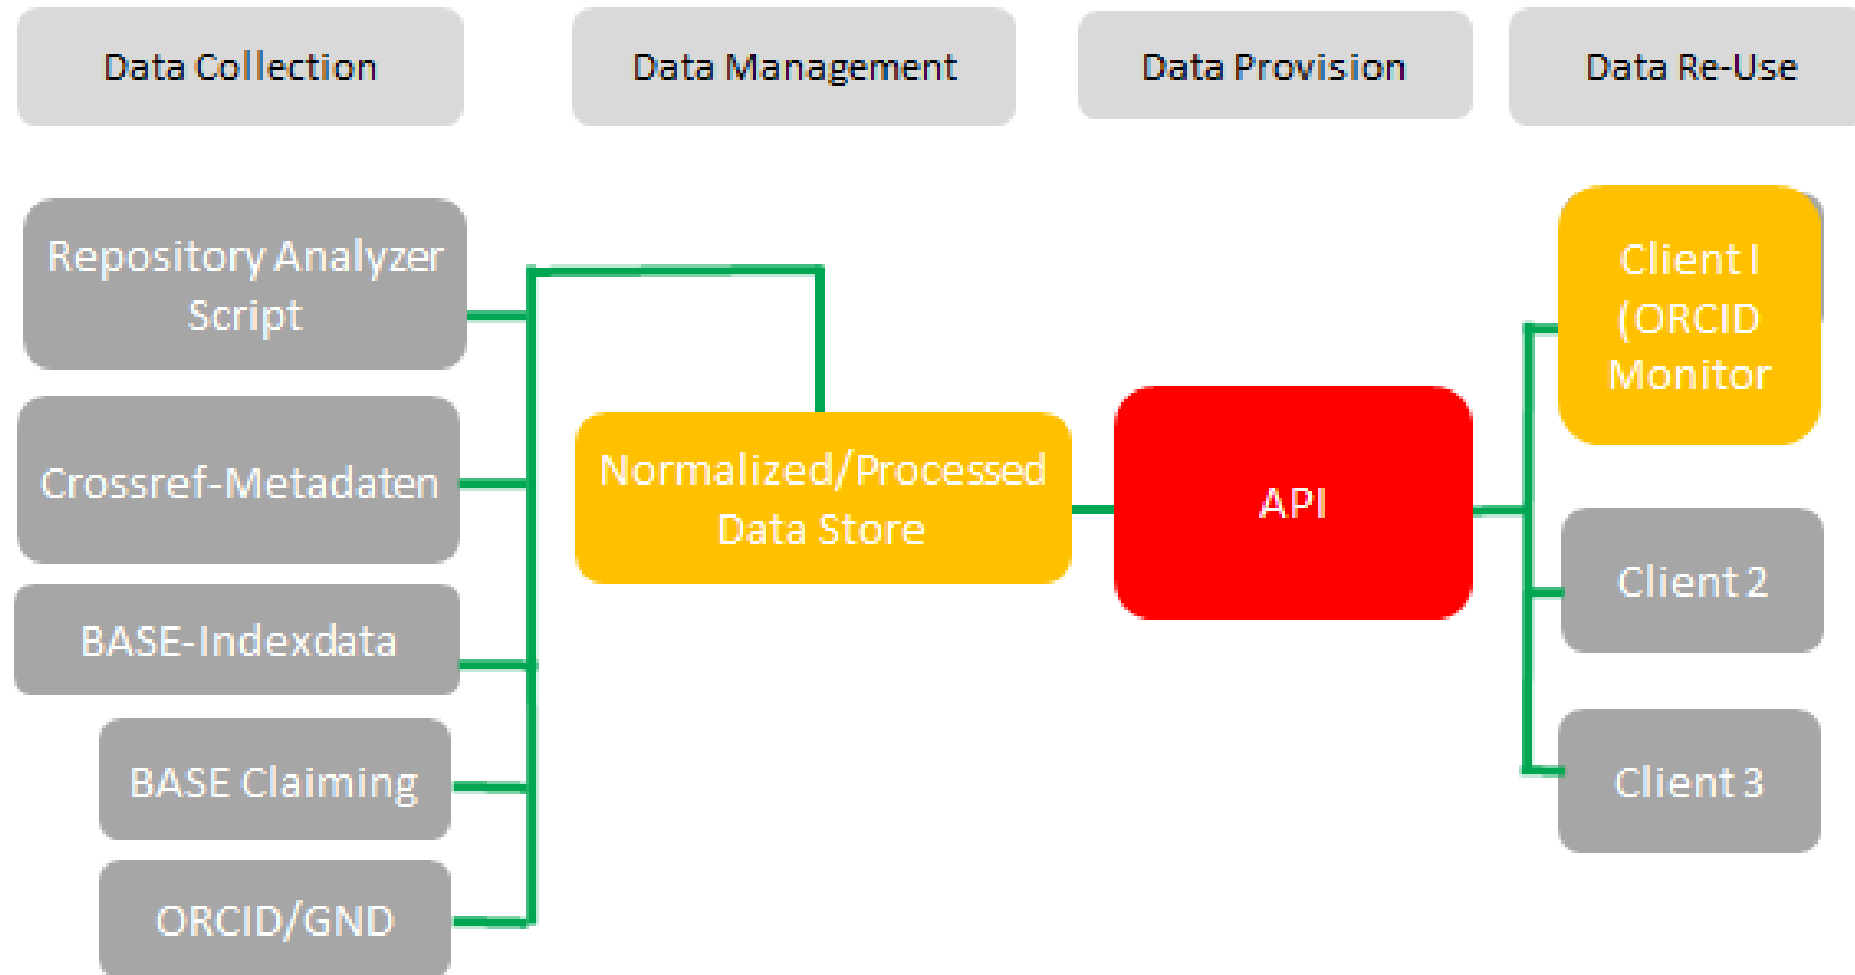 Data Collection
Data Management
Data Provision
Data Re-Use
Repository Analyzer
Script
Crossref-Metadaten
BASE-Indexdata
BASE Claiming
ORCID/GND
Normalized/Processed
Data Store
API
Client I
(ORCID
Monitor
Client 2
Client 3